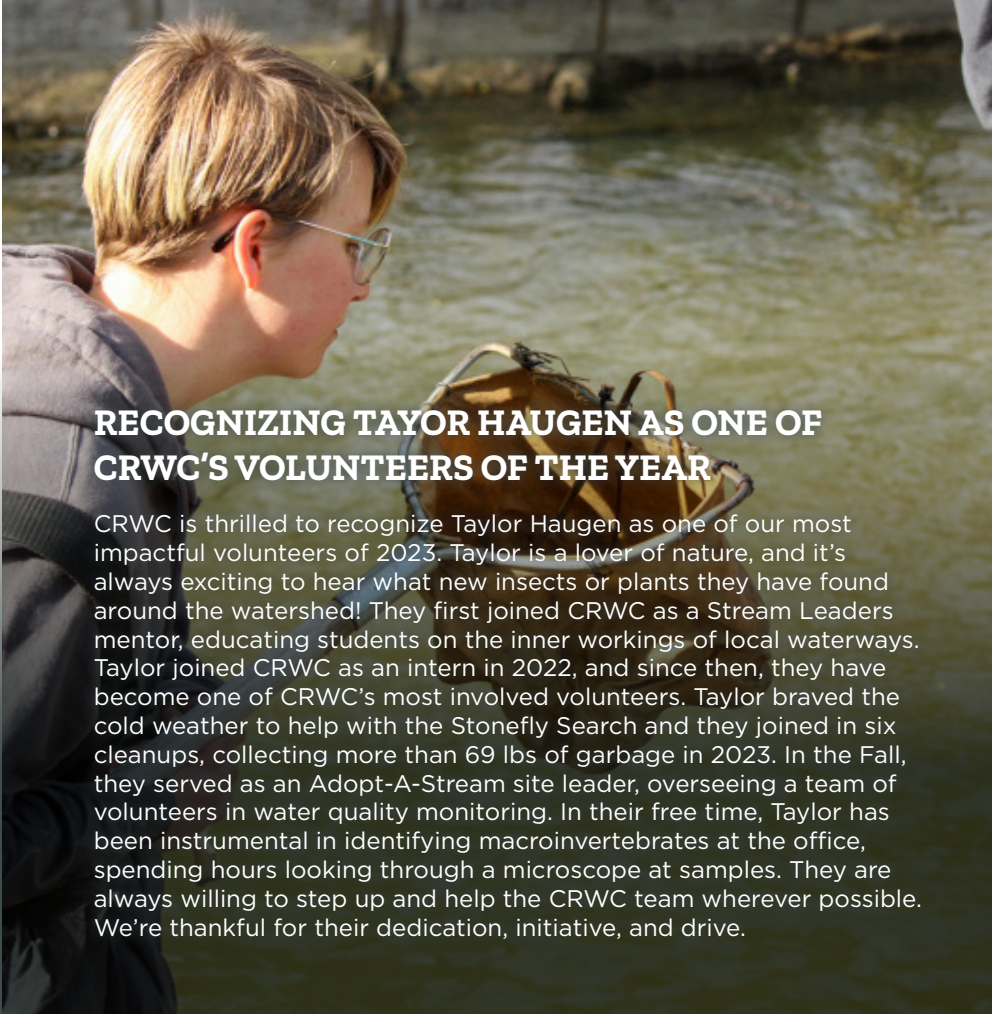 RECOGNIZING TAYOR HAUGEN AS ONE OF
CRWC'S VOLUNTEERS OF THE YEAR
CRWC is thrilled to recognize Taylor Haugen as one of our most
impactful volunteers of 2023. Taylor is a lover of nature, and it's
always exciting to hear what new insects or plants they have found
around the watershed! They first joined CRWC as a Stream Leaders
mentor, educating students on the inner workings of local waterways.
Taylor joined CRWC as an intern in 2022, and since then, they have
become one of CRWC's most involved volunteers. Taylor braved the
cold weather to help with the Stonefly Search and they joined in six
cleanups, collecting more than 69 lbs of garbage in 2023. In the Fall,
they served as an Adopt-A-Stream site leader, overseeing a team of
volunteers in water quality monitoring. In their free time, Taylor has
been instrumental in identifying macroinvertebrates at the office,
spending hours looking through a microscope at samples. They are
always willing to step up and help the CRWC team wherever possible.
We're thankful for their dedication, initiative, and drive.